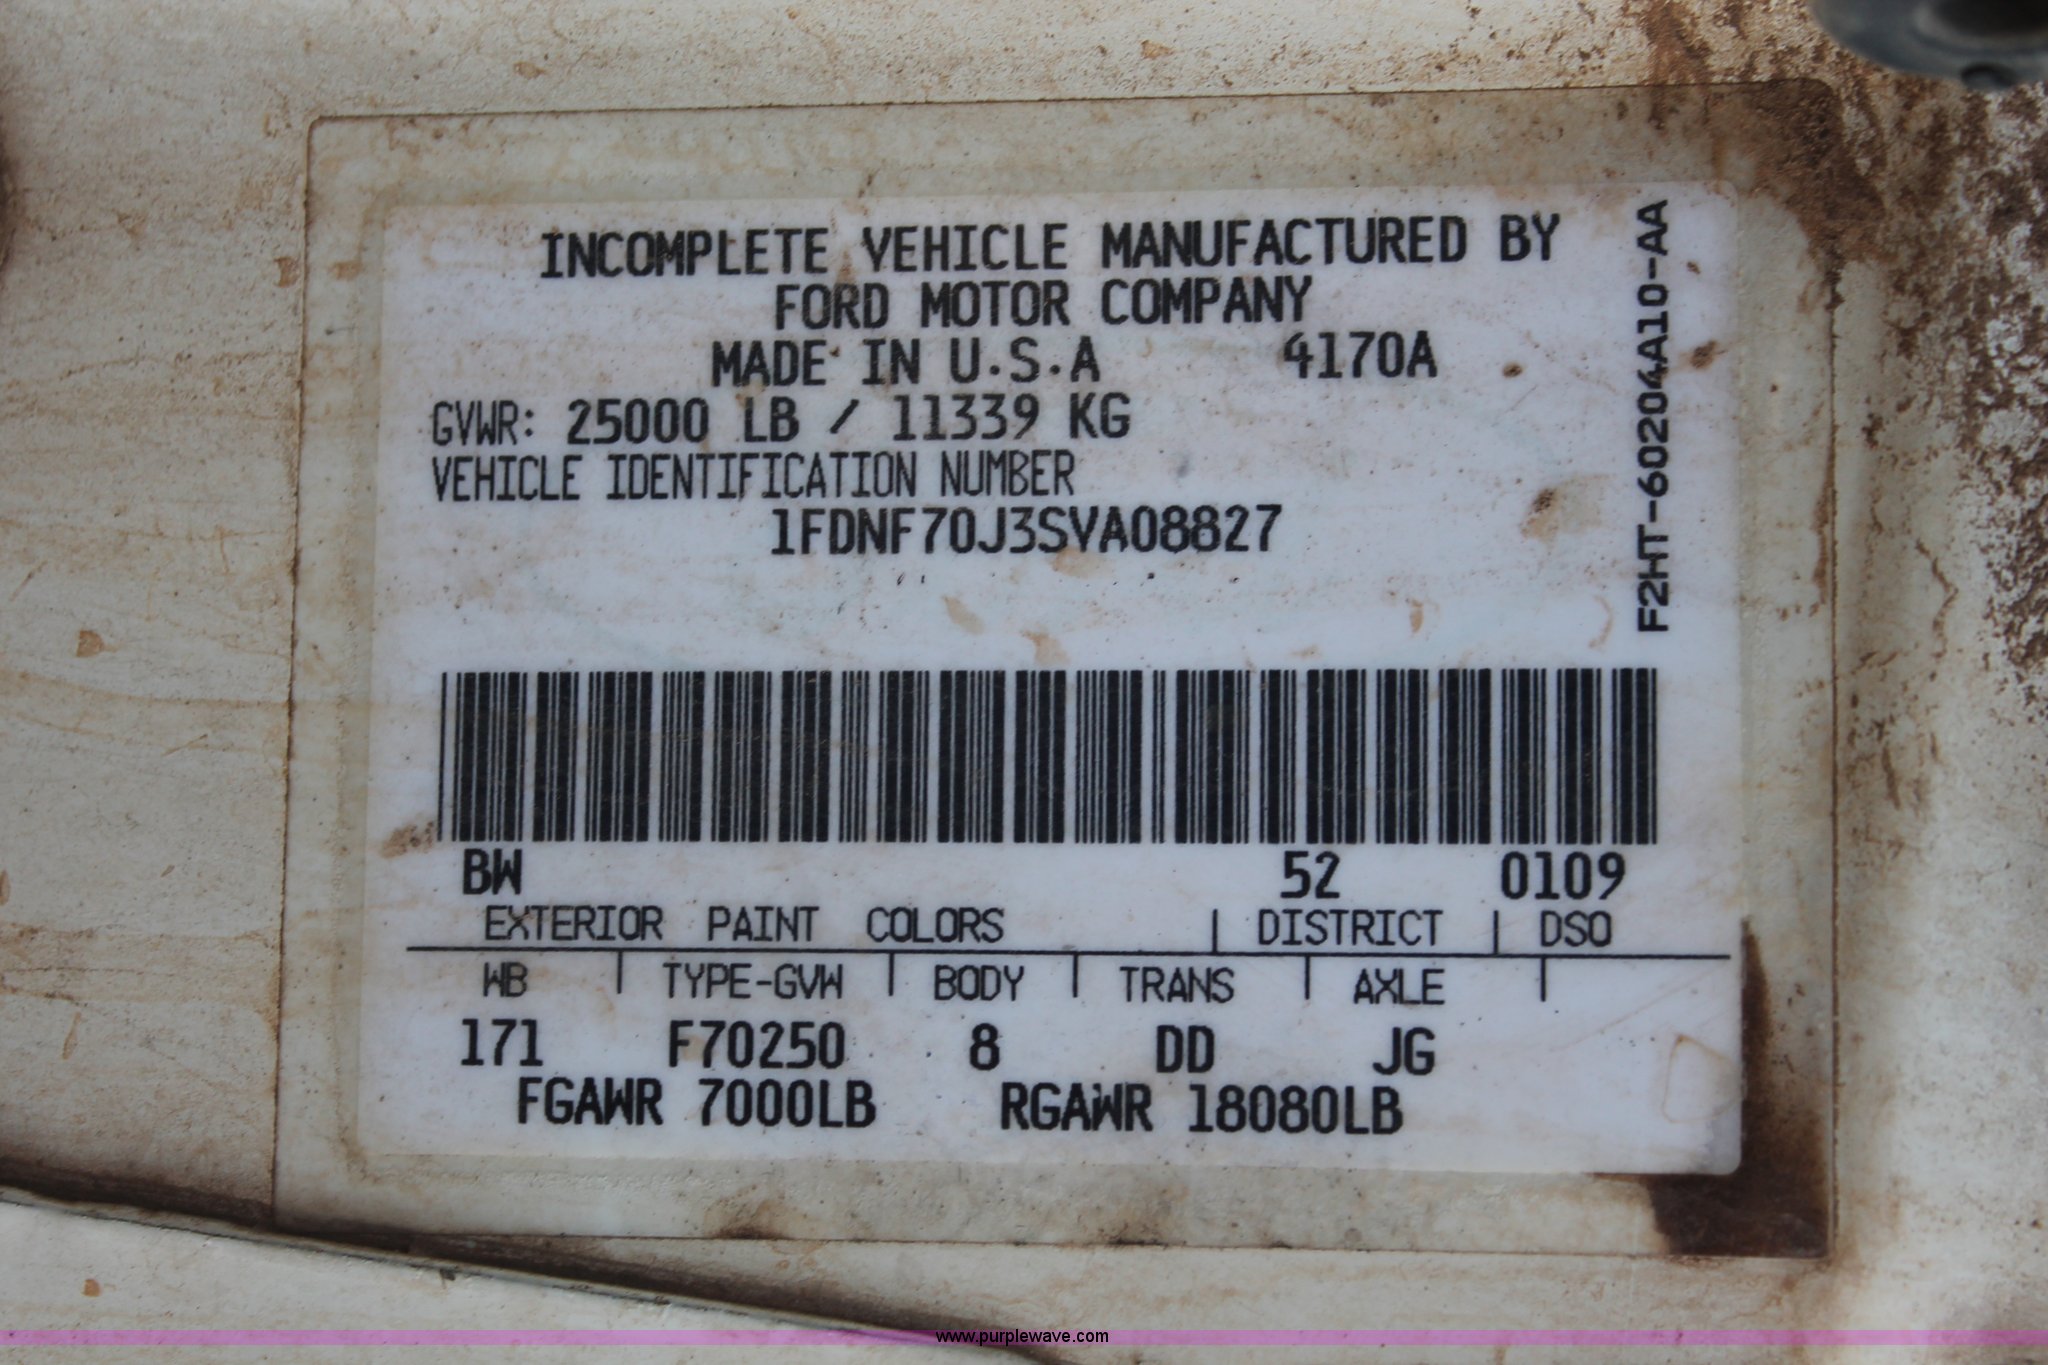 INCOMPLETE VEHICLE MANUFACTURED BY
FORD MOTOR COMPANY
MADE IN U.S.A 4170A
GVWR: 25000 LB / 11339 KG
VEHICLE IDENTIFICATION NUMBER
1FDNF70J3SVA08827
F2HT-60204A10-AA
BW 52 0109
EXTERIOR PAINT COLORS | DISTRICT | DSO
WB | TYPE-GVW | BODY | TRANS | AXLE |
171 F70250 8 DD JG
FGAWR 7000LB RGAWR 18080LB
www.purplewave.com